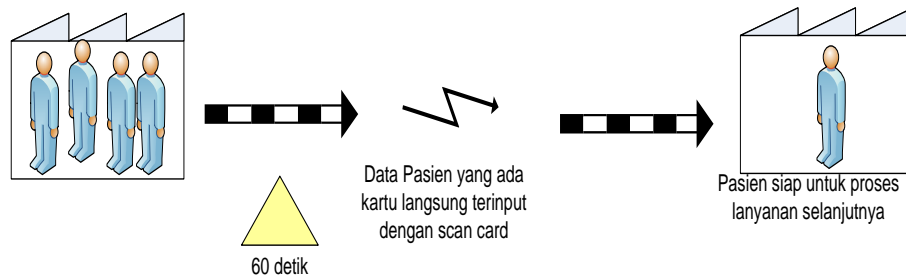 Data Pasien yang ada
kartu langsung terinput
dengan scan card
60 detik
Pasien siap untuk proses
lanyanan selanjutnya